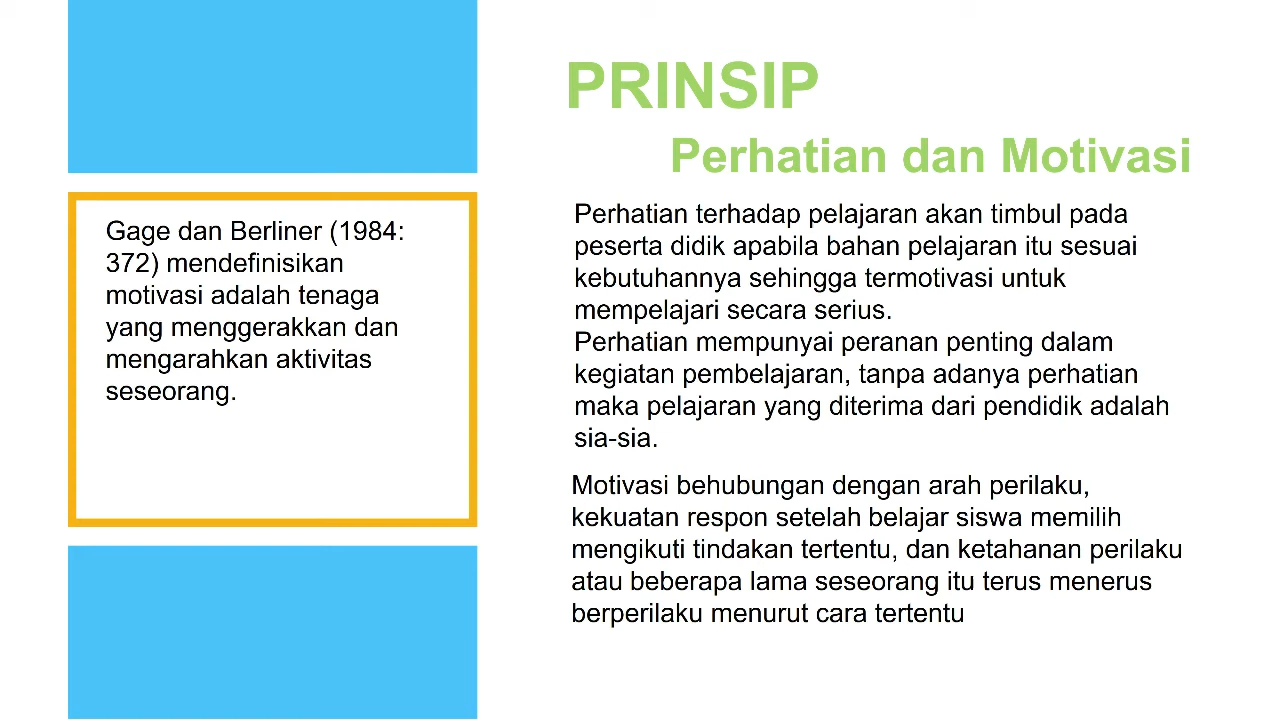 PRINSIP
Perhatian dan Motivasi
Gage dan Berliner (1984:
372) mendefinisikan
motivasi adalah tenaga
yang menggerakkan dan
mengarahkan aktivitas
seseorang.
Perhatian terhadap pelajaran akan timbul pada
peserta didik apabila bahan pelajaran itu sesuai
kebutuhannya sehingga termotivasi untuk
mempelajari secara serius.
Perhatian mempunyai peranan penting dalam
kegiatan pembelajaran, tanpa adanya perhatian
maka pelajaran yang diterima dari pendidik adalah
sia-sia.
Motivasi behubungan dengan arah perilaku,
kekuatan respon setelah belajar siswa memilih
mengikuti tindakan tertentu, dan ketahanan perilaku
atau beberapa lama seseorang itu terus menerus
berperilaku menurut cara tertentu